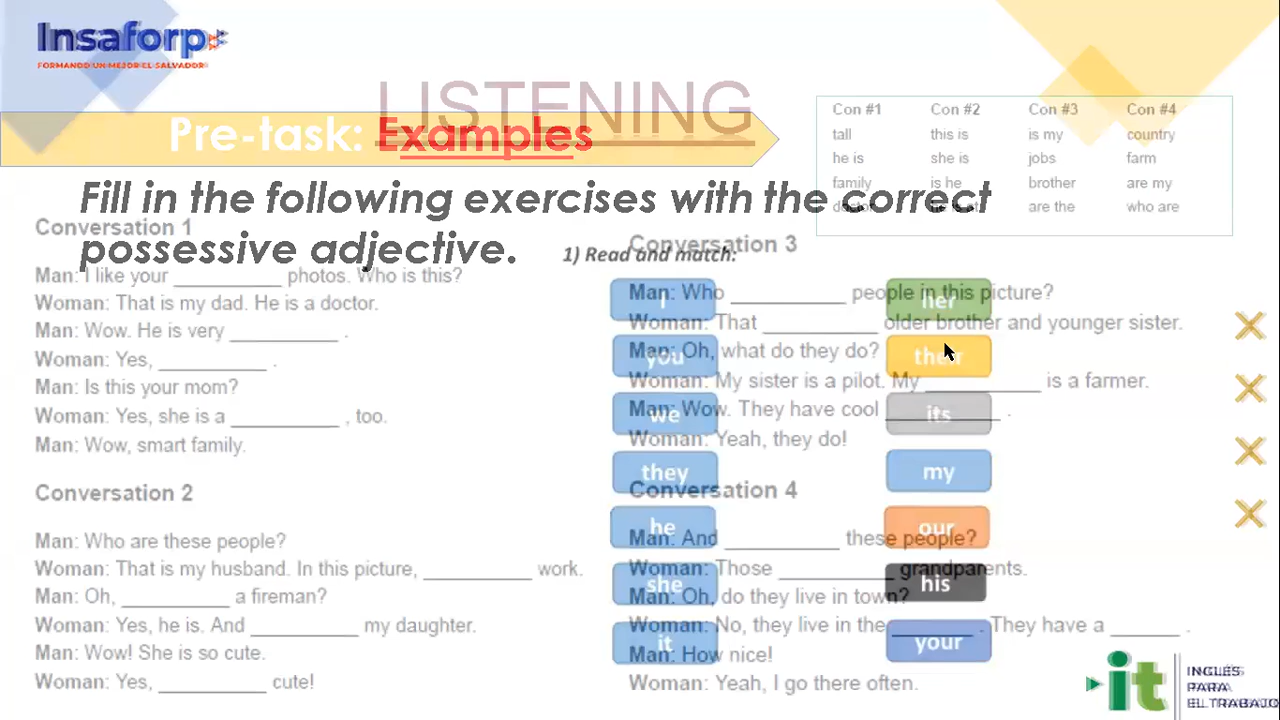 Insaforp
FORMANDO UN MEJOR EL SALVADOR
LISTENING
Pre-task: Examples
Fill in the following exercises with the correct
possessive adjective.
Con #1 Con #2 Con #3 Con #4
tall this is is my country
he is she is jobs farm
family is he brother are my
doctor are the who are
Conversation 1
Man: I like your __________ photos. Who is this?
Woman: That is my dad. He is a doctor.
Man: Wow. He is very __________ .
Woman: Yes, __________ .
Man: Is this your mom?
Woman: Yes, she is a __________ , too.
Man: Wow, smart family.
Conversation 2
Man: Who are these people?
Woman: That is my husband. In this picture, __________ work.
Man: Oh, __________ a fireman?
Woman: Yes, he is. And __________ my daughter.
Man: Wow! She is so cute.
Woman: Yes, __________ cute!
Conversation 3
Man: Who __________ people in this picture?
Woman: That __________ older brother and younger sister.
Man: Oh, what do they do?
Woman: My sister is a pilot. My __________ is a farmer.
Man: Wow. They have cool __________ .
Woman: Yeah, they do!
Conversation 4
Man: And __________ these people?
Woman: Those __________ grandparents.
Man: Oh, do they live in town?
Woman: No, they live in the _______ . They have a ______ .
Man: How nice!
Woman: Yeah, I go there often.
1) Read and match:
I her
you their
we its
they my
he our
she his
it your
it
INGLÉS
PARA
EL TRABAJO